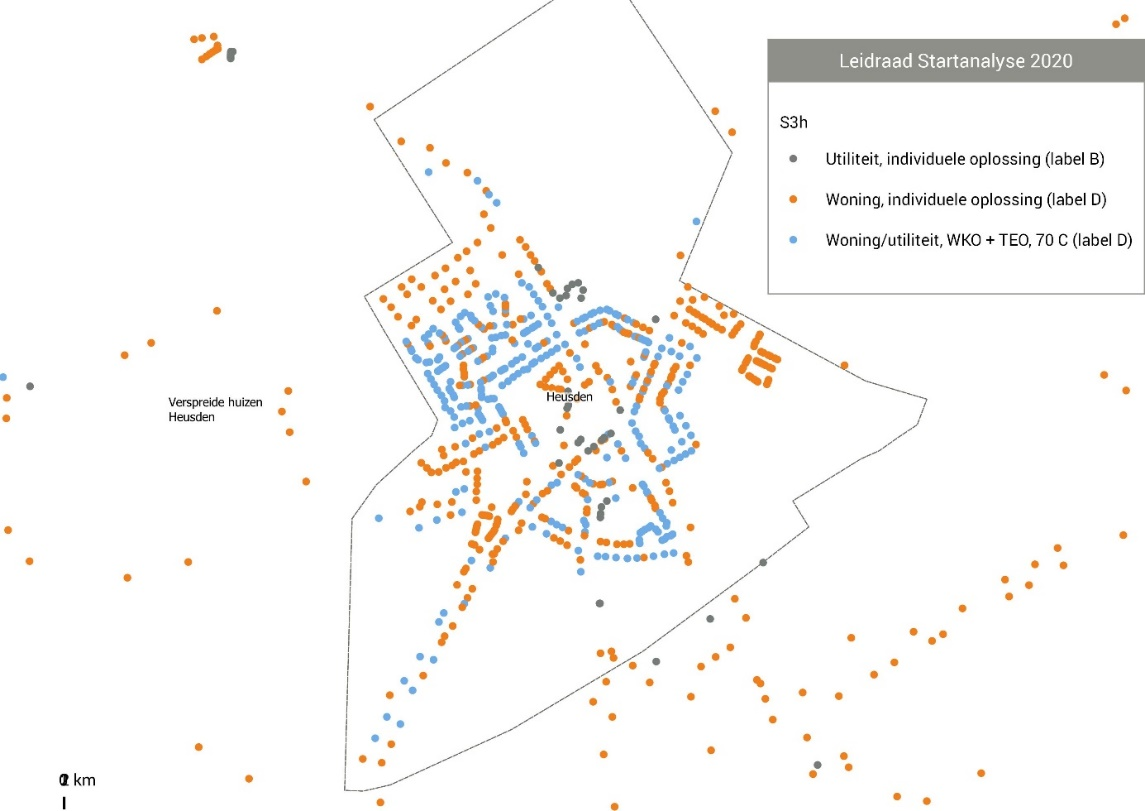 Leidraad Startanalyse 2020
S3h
Utiliteit, individuele oplossing (label B)
Woning, individuele oplossing (label D)
Woning/utiliteit, WKO + TEO, 70 C (label D)
Heusden
Verspreide huizen
Heusden
km